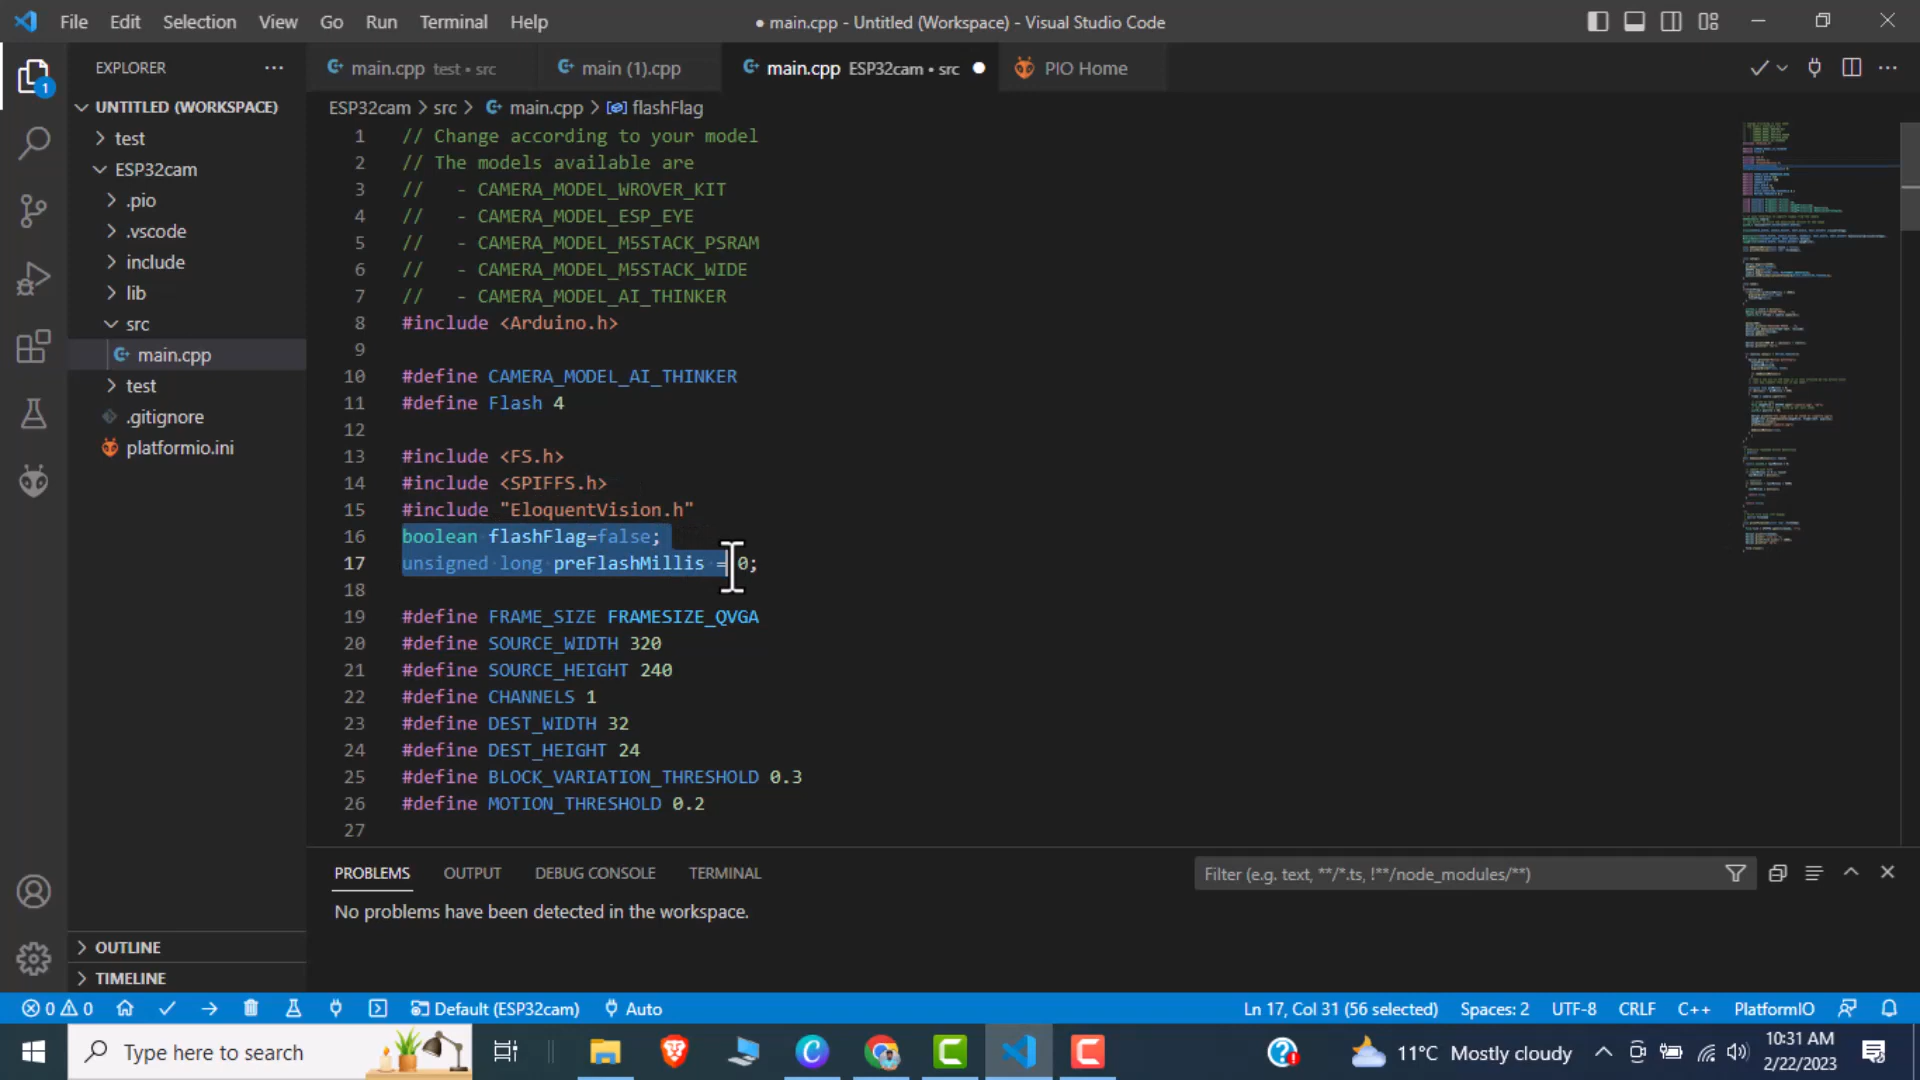 File Edit Selection View Go Run Terminal Help
● main.cpp - Untitled (Workspace) - Visual Studio Code
EXPLORER
main.cpp test • src
main (1).cpp
main.cpp ESP32cam • src
PIO Home
UNTITLED (WORKSPACE)
test
ESP32cam
.pio
.vscode
include
lib
src
main.cpp
test
.gitignore
platformio.ini
OUTLINE
TIMELINE
1
ESP32cam > src > main.cpp > flashFlag
1 // Change according to your model
2 // The models available are
3 //   - CAMERA_MODEL_WROVER_KIT
4 //   - CAMERA_MODEL_ESP_EYE
5 //   - CAMERA_MODEL_M5STACK_PSRAM
6 //   - CAMERA_MODEL_M5STACK_WIDE
7 //   - CAMERA_MODEL_AI_THINKER
8 #include <Arduino.h>
9
10 #define CAMERA_MODEL_AI_THINKER
11 #define Flash 4
12
13 #include <FS.h>
14 #include <SPIFFS.h>
15 #include "EloquentVision.h"
16 boolean flashFlag=false;
17 unsigned long preFlashMillis = 0;
18
19 #define FRAME_SIZE FRAMESIZE_QVGA
20 #define SOURCE_WIDTH 320
21 #define SOURCE_HEIGHT 240
22 #define CHANNELS 1
23 #define DEST_WIDTH 32
24 #define DEST_HEIGHT 24
25 #define BLOCK_VARIATION_THRESHOLD 0.3
26 #define MOTION_THRESHOLD 0.2
27
PROBLEMS OUTPUT DEBUG CONSOLE TERMINAL
Filter (e.g. text, **/*.ts, !**/node_modules/**)
No problems have been detected in the workspace.
0 0 Default (ESP32cam) Auto
Ln 17, Col 31 (56 selected) Spaces: 2 UTF-8 CRLF C++ PlatformIO
Type here to search
11°C Mostly cloudy
10:31 AM
2/22/2023